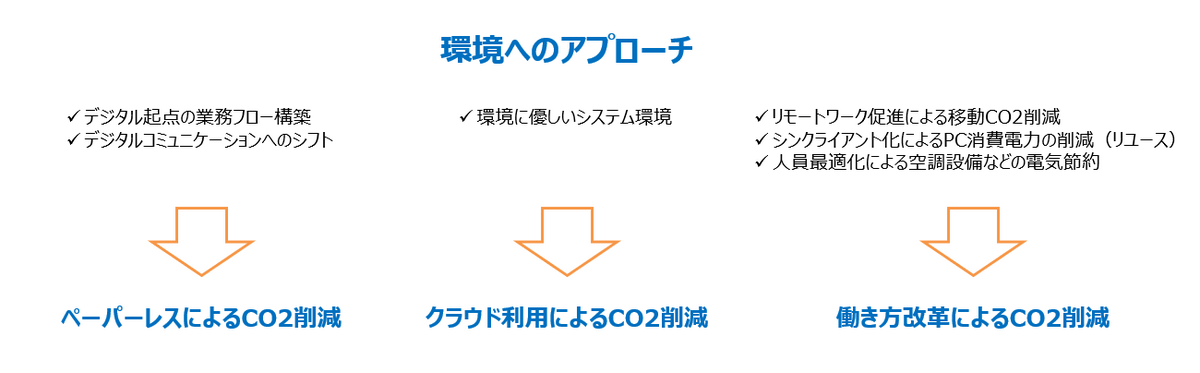 環境へのアプローチ
✓デジタル起点の業務フロー構築
✓デジタルコミュニケーションへのシフト
✓環境に優しいシステム環境
✓リモートワーク促進による移動CO2削減
✓シンクライアント化によるPC消費電力の削減（リユース）
✓人員最適化による空調設備などの電気節約
ペーパーレスによるCO2削減
クラウド利用によるCO2削減
働き方改革によるCO2削減